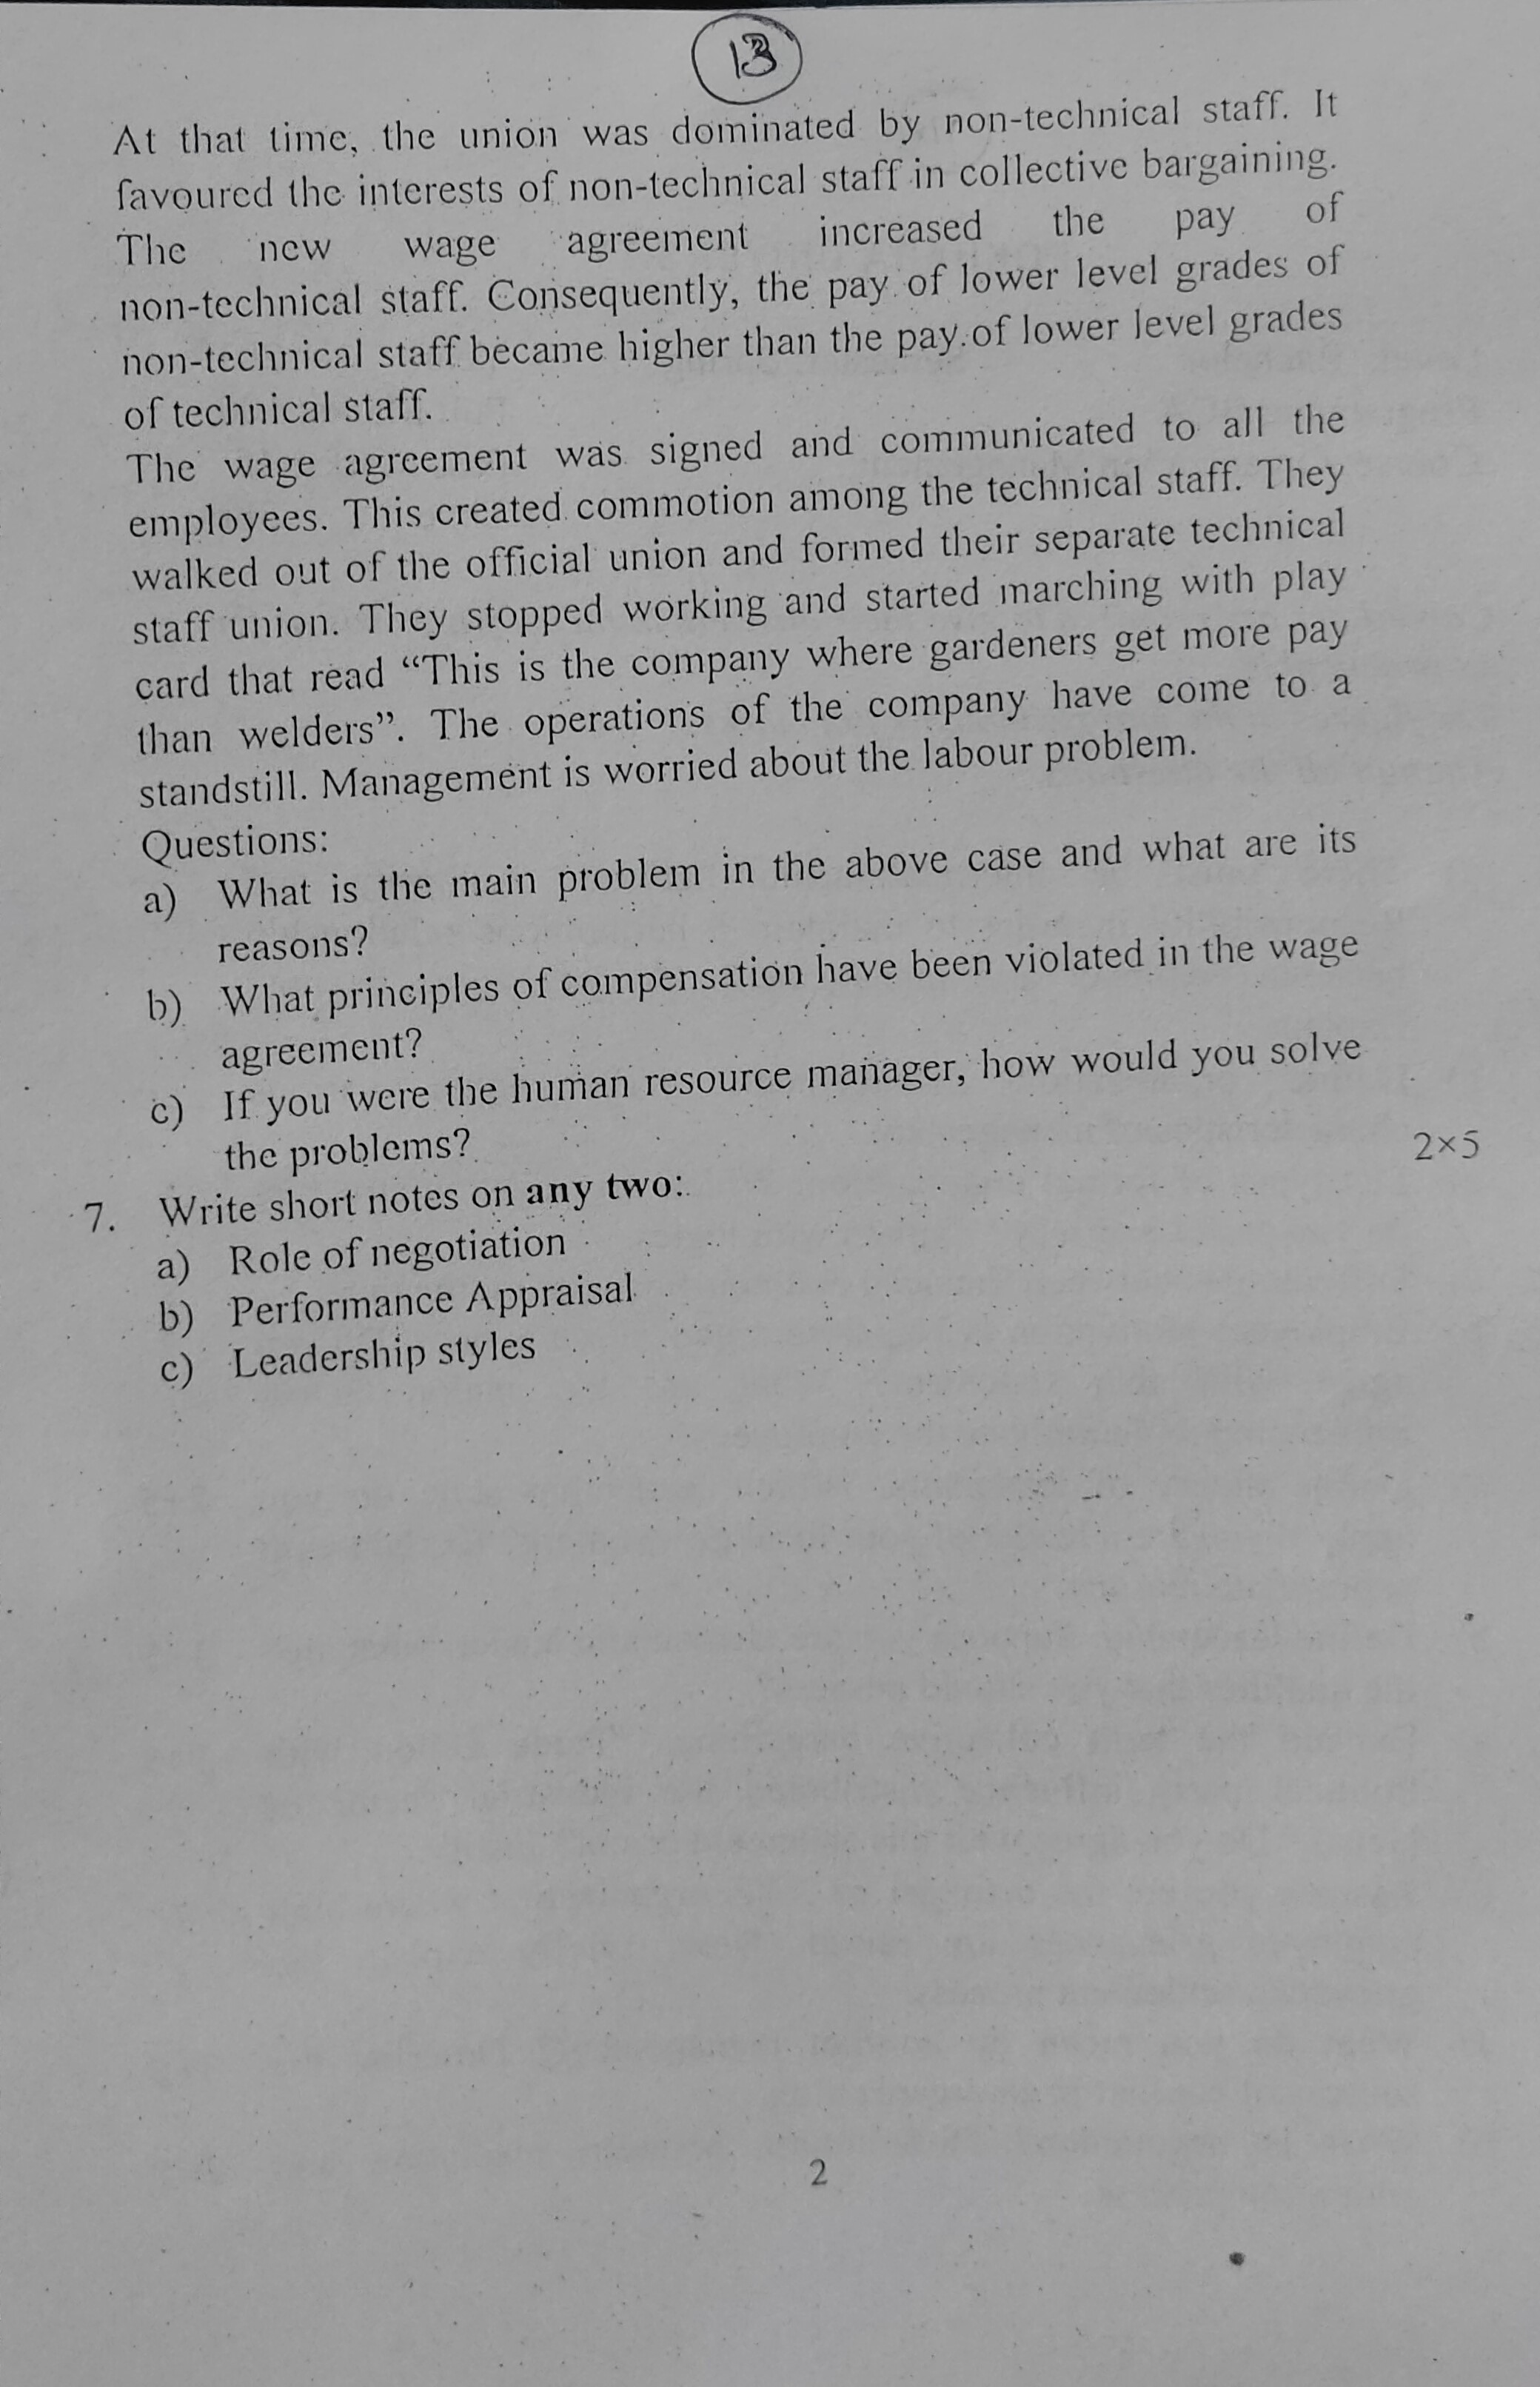 13
At that time, the union was dominated by non-technical staff. It
favoured the interests of non-technical staff in collective bargaining.
The new wage agreement increased the pay of
non-technical staff. Consequently, the pay of lower level grades of
non-technical staff became higher than the pay of lower level grades
of technical staff.
The wage agreement was signed and communicated to all the
employees. This created commotion among the technical staff. They
walked out of the official union and formed their separate technical
staff union. They stopped working and started marching with play
card that read “This is the company where gardeners get more pay
than welders”. The operations of the company have come to a
standstill. Management is worried about the labour problem.
Questions:
a) What is the main problem in the above case and what are its
reasons?
b) What principles of compensation have been violated in the wage
agreement?
c) If you were the human resource manager, how would you solve
the problems?
2×5
7. Write short notes on any two:
a) Role of negotiation
b) Performance Appraisal
c) Leadership styles
2